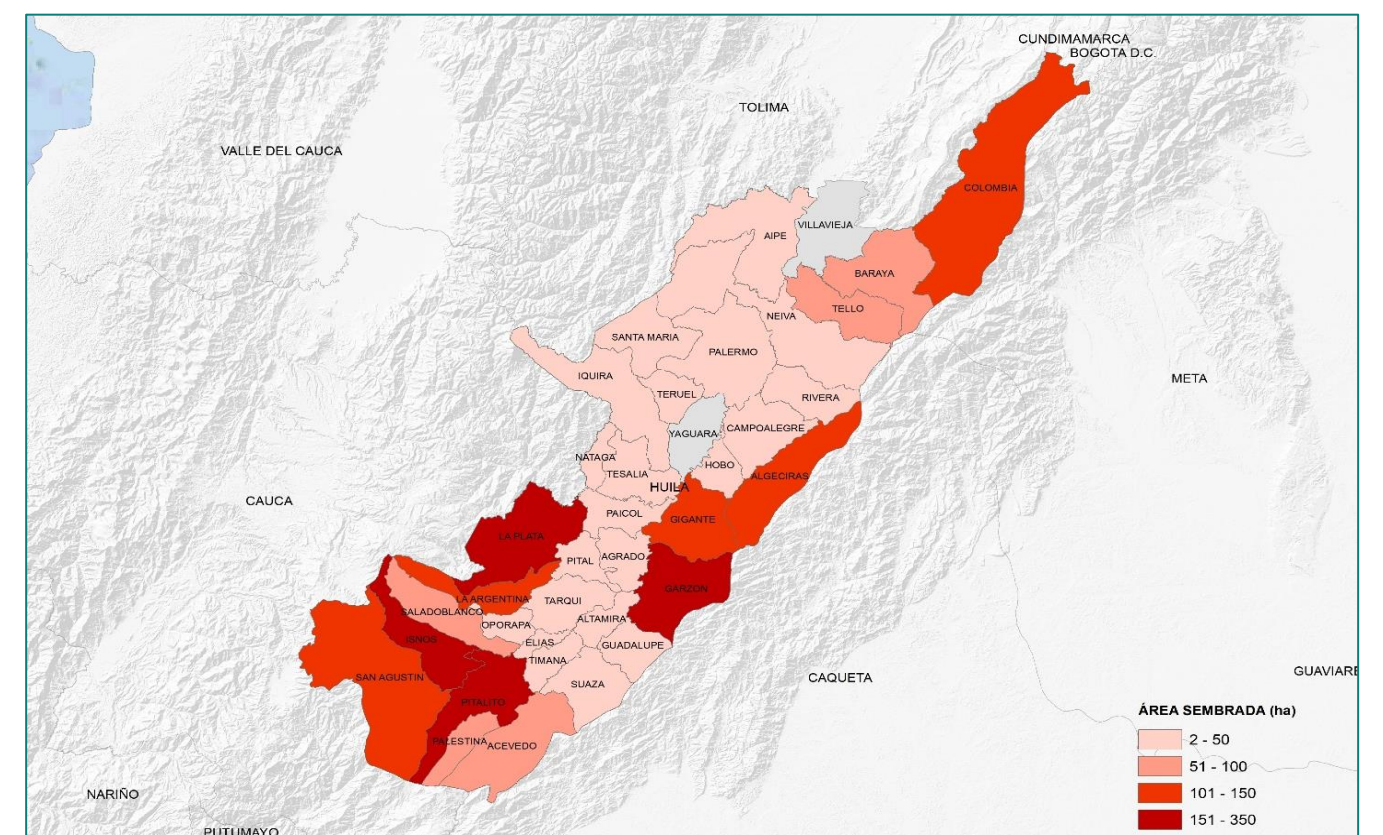 CUNDIMAMARCA
BOGOTA D.C.
TOLIMA
VALLE DEL CAUCA
COLOMBIA
VILLAVIEJA
AIPE
BARAYA
TELLO
NEIVA
SANTA MARIA
PALERMO
IQUIRA
META
TERUEL
RIVERA
CAMPOALEGRE
YAGUARA
NATAGA
HOBO
TESALIA
ALGECIRAS
HUILA
CAUCA
PAICOL
GIGANTE
LA PLATA
AGRADO
PITAL
GARZON
LA ARGENTINA
TARQUI
SALADOBLANCO
ALTAMIRA
OPORAPA
ISNOS
ELIAS
GUADALUPE
TIMANA
GUAVIARE
SAN AGUSTIN
CAQUETA
SUAZA
PITALITO
ÁREA SEMBRADA (ha)
2 - 50
PALESTINA
ACEVEDO
51 - 100
NARIÑO
101 - 150
151 - 350
PUTUMAYO